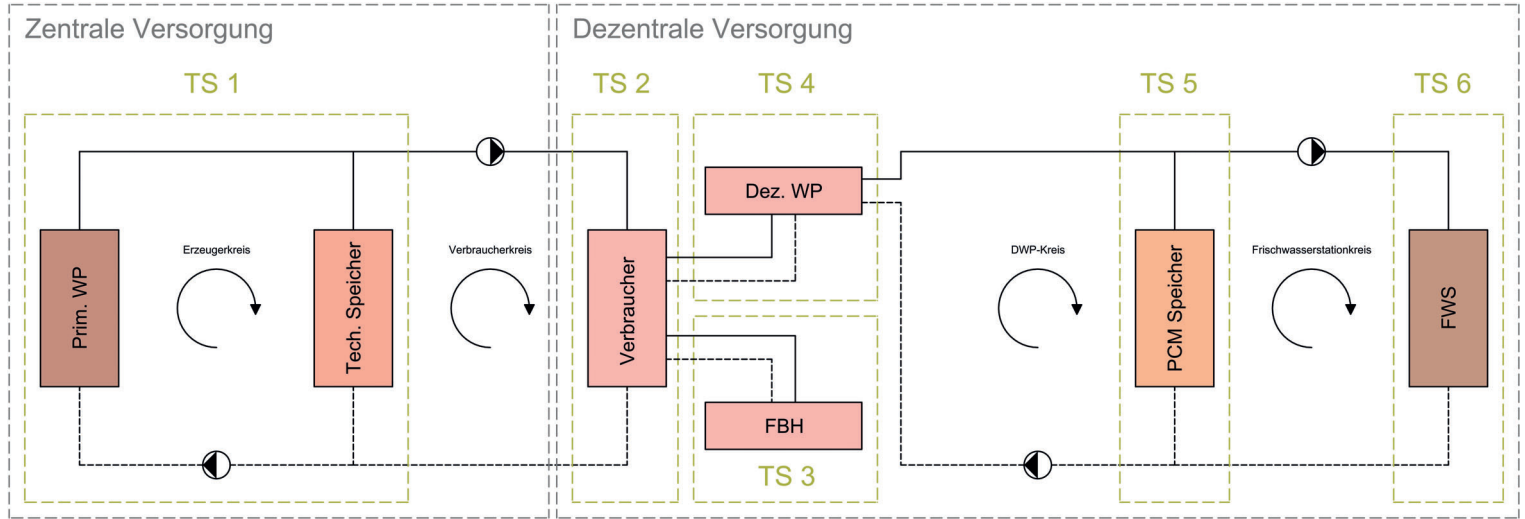 Zentrale Versorgung
Dezentrale Versorgung
TS 1
TS 2
TS 4
TS 5
TS 6
Dez. WP
Prim. WP
Erzeugerkreis
Tech. Speicher
Verbraucherkreis
Verbraucher
DWP-Kreis
PCM Speicher
Frischwasserstationkreis
FWS
FBH
TS 3